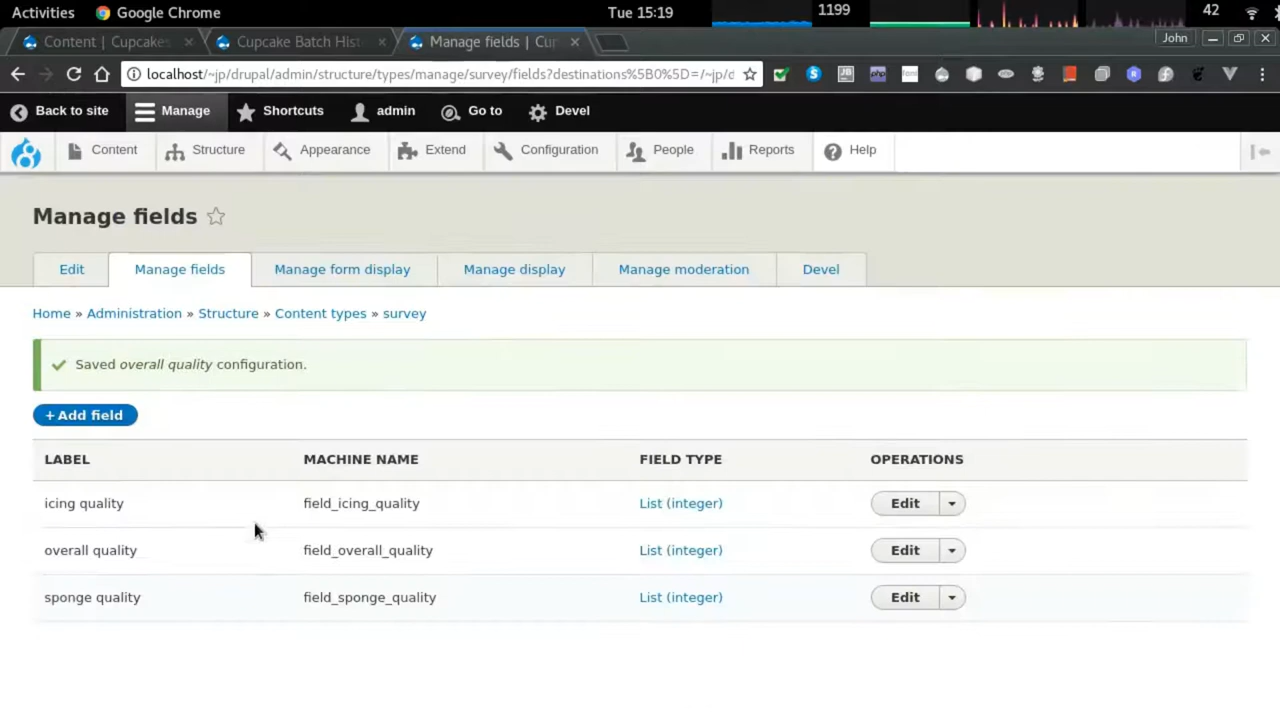 Activities Google Chrome Tue 15:19 1199 42
Content | Cupcakes Cupcake Batch Hist Manage fields | Cup John
localhost/~jp/drupal/admin/structure/types/manage/survey/fields?destinations%5B0%5D=/~jp/d
Back to site Manage Shortcuts admin Go to Devel
Content Structure Appearance Extend Configuration People Reports Help
Manage fields
Edit Manage fields Manage form display Manage display Manage moderation Devel
Home » Administration » Structure » Content types » survey
Saved overall quality configuration.
+ Add field
LABEL MACHINE NAME FIELD TYPE OPERATIONS
icing quality field_icing_quality List (integer) Edit
overall quality field_overall_quality List (integer) Edit
sponge quality field_sponge_quality List (integer) Edit